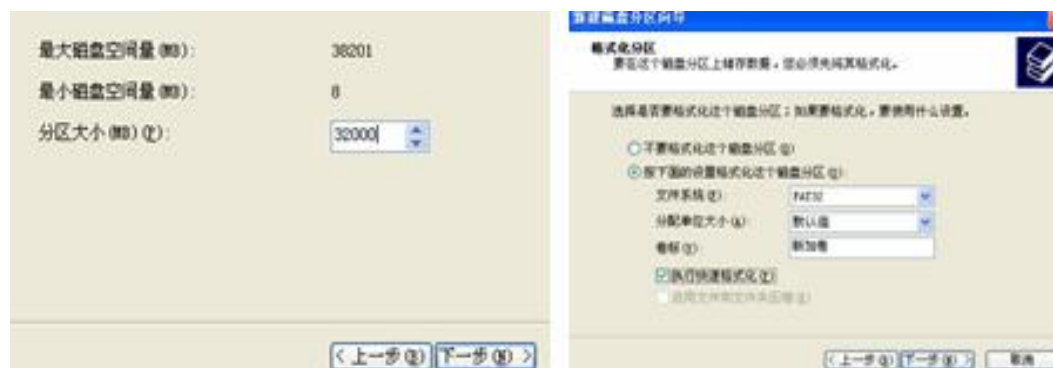 最大磁盘空间量(MB): 38201
最小磁盘空间量(MB): 8
分区大小(MB)(P): 32000
<上一步(B) 下一步(N)>
新建磁盘分区向导
格式化分区
要在这个磁盘分区上储存数据，您必须先将其格式化。
选择是否要格式化这个磁盘分区；如果要格式化，要使用什么设置。
不要格式化这个磁盘分区(D)
按下面的设置格式化这个磁盘分区(O):
文件系统(F): FAT32
分配单位大小(A): 默认值
卷标(V): 新加卷
执行快速格式化(P)
启用文件和文件夹压缩(E)
<上一步(B) 下一步(N)> 取消